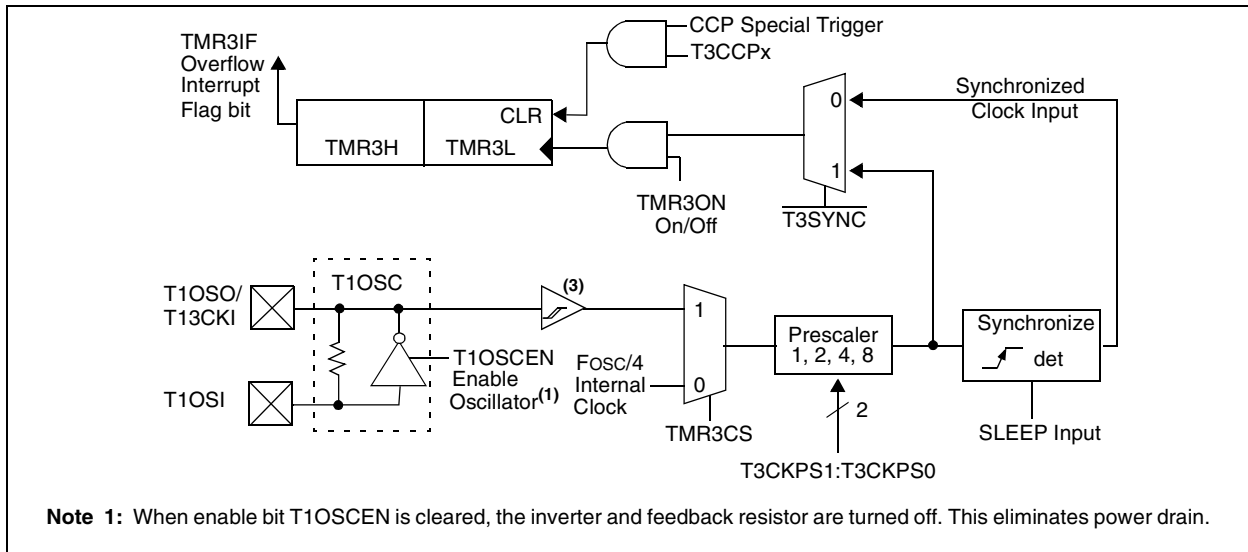 CCP Special Trigger
T3CCPx
TMR3IF
Overflow
Interrupt
Flag bit
CLR
TMR3H
TMR3L
TMR3ON
On/Off
0
1
T3SYNC
Synchronized
Clock Input
T1OSO/
T13CKI
T1OSI
T1OSC
T1OSCEN
Enable
Oscillator(1)
(3)
FOSC/4
Internal
Clock
1
0
TMR3CS
Prescaler
1, 2, 4, 8
2
T3CKPS1:T3CKPS0
Synchronize
det
SLEEP Input
Note 1: When enable bit T1OSCEN is cleared, the inverter and feedback resistor are turned off. This eliminates power drain.